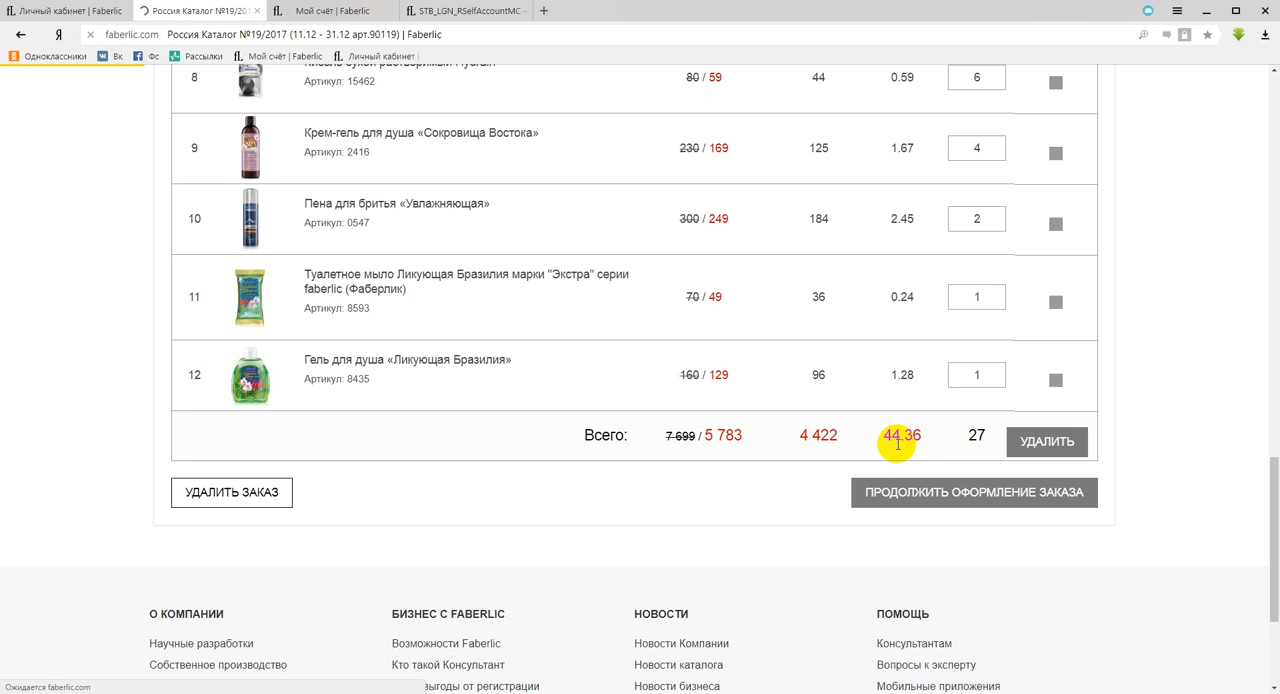 Личный кабинет | Faberlic
Россия Каталог №19/201
Мой счёт | Faberlic
STB_LGN_RSelfAccountMC -
Я
faberlic.com Россия Каталог №19/2017 (11.12 - 31.12 арт.90119) | Faberlic
Одноклассники Вк Фс Рассылки Мой счёт | Faberlic Личный кабинет |
8
Артикул: 15462
80 / 59
44
0.59
6
9
Крем-гель для душа «Сокровища Востока»
Артикул: 2416
230 / 169
125
1.67
4
10
Пена для бритья «Увлажняющая»
Артикул: 0547
300 / 249
184
2.45
2
11
Туалетное мыло Ликующая Бразилия марки "Экстра" серии
faberlic (Фаберлик)
Артикул: 8593
70 / 49
36
0.24
1
12
Гель для душа «Ликующая Бразилия»
Артикул: 8435
160 / 129
96
1.28
1
Всего: 7 699 / 5 783 4 422 44.36 27
УДАЛИТЬ
УДАЛИТЬ ЗАКАЗ
ПРОДОЛЖИТЬ ОФОРМЛЕНИЕ ЗАКАЗА
О КОМПАНИИ
Научные разработки
Собственное производство
БИЗНЕС С FABERLIC
Возможности Faberlic
Кто такой Консультант
выгоды от регистрации
НОВОСТИ
Новости Компании
Новости каталога
Новости бизнеса
ПОМОЩЬ
Консультантам
Вопросы к эксперту
Мобильные приложения
Ожидается faberlic.com